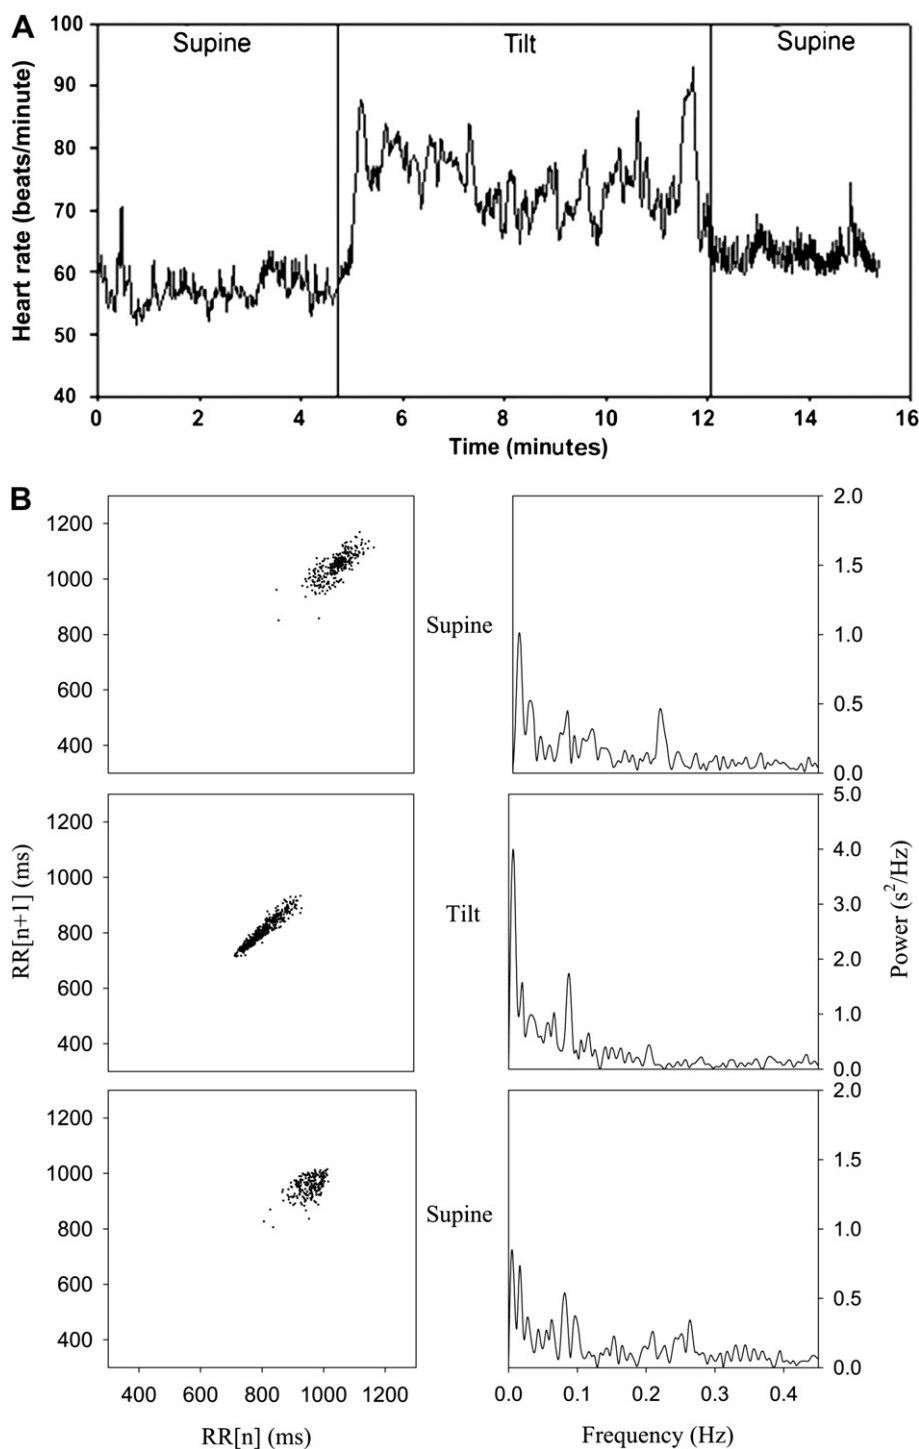 A
Supine Tilt Supine
Heart rate (beats/minute)
100
90
80
70
60
50
40
0 2 4 6 8 10 12 14 16
Time (minutes)
B
1200
1000
800
600
400
Supine
2.0
1.5
1.0
0.5
0.0
RR[n+1] (ms)
1200
1000
800
600
400
Tilt
5.0
4.0
3.0
2.0
1.0
0.0
Power (s²/Hz)
1200
1000
800
600
400
Supine
2.0
1.5
1.0
0.5
0.0
400 600 800 1000 1200
RR[n] (ms)
0.0 0.1 0.2 0.3 0.4
Frequency (Hz)